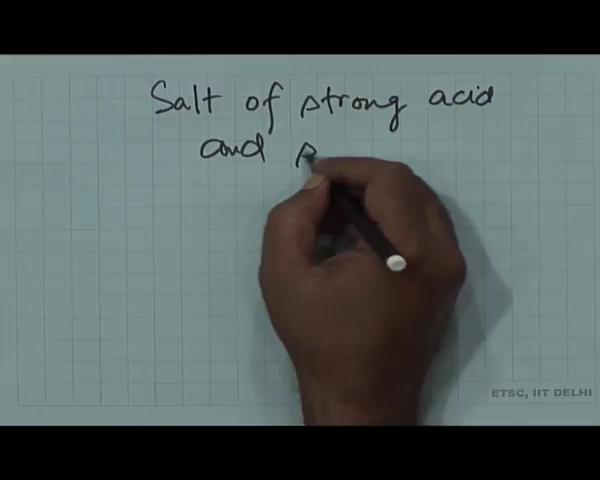 Salt of strong acid
and s
ETSC, IIT DELHI